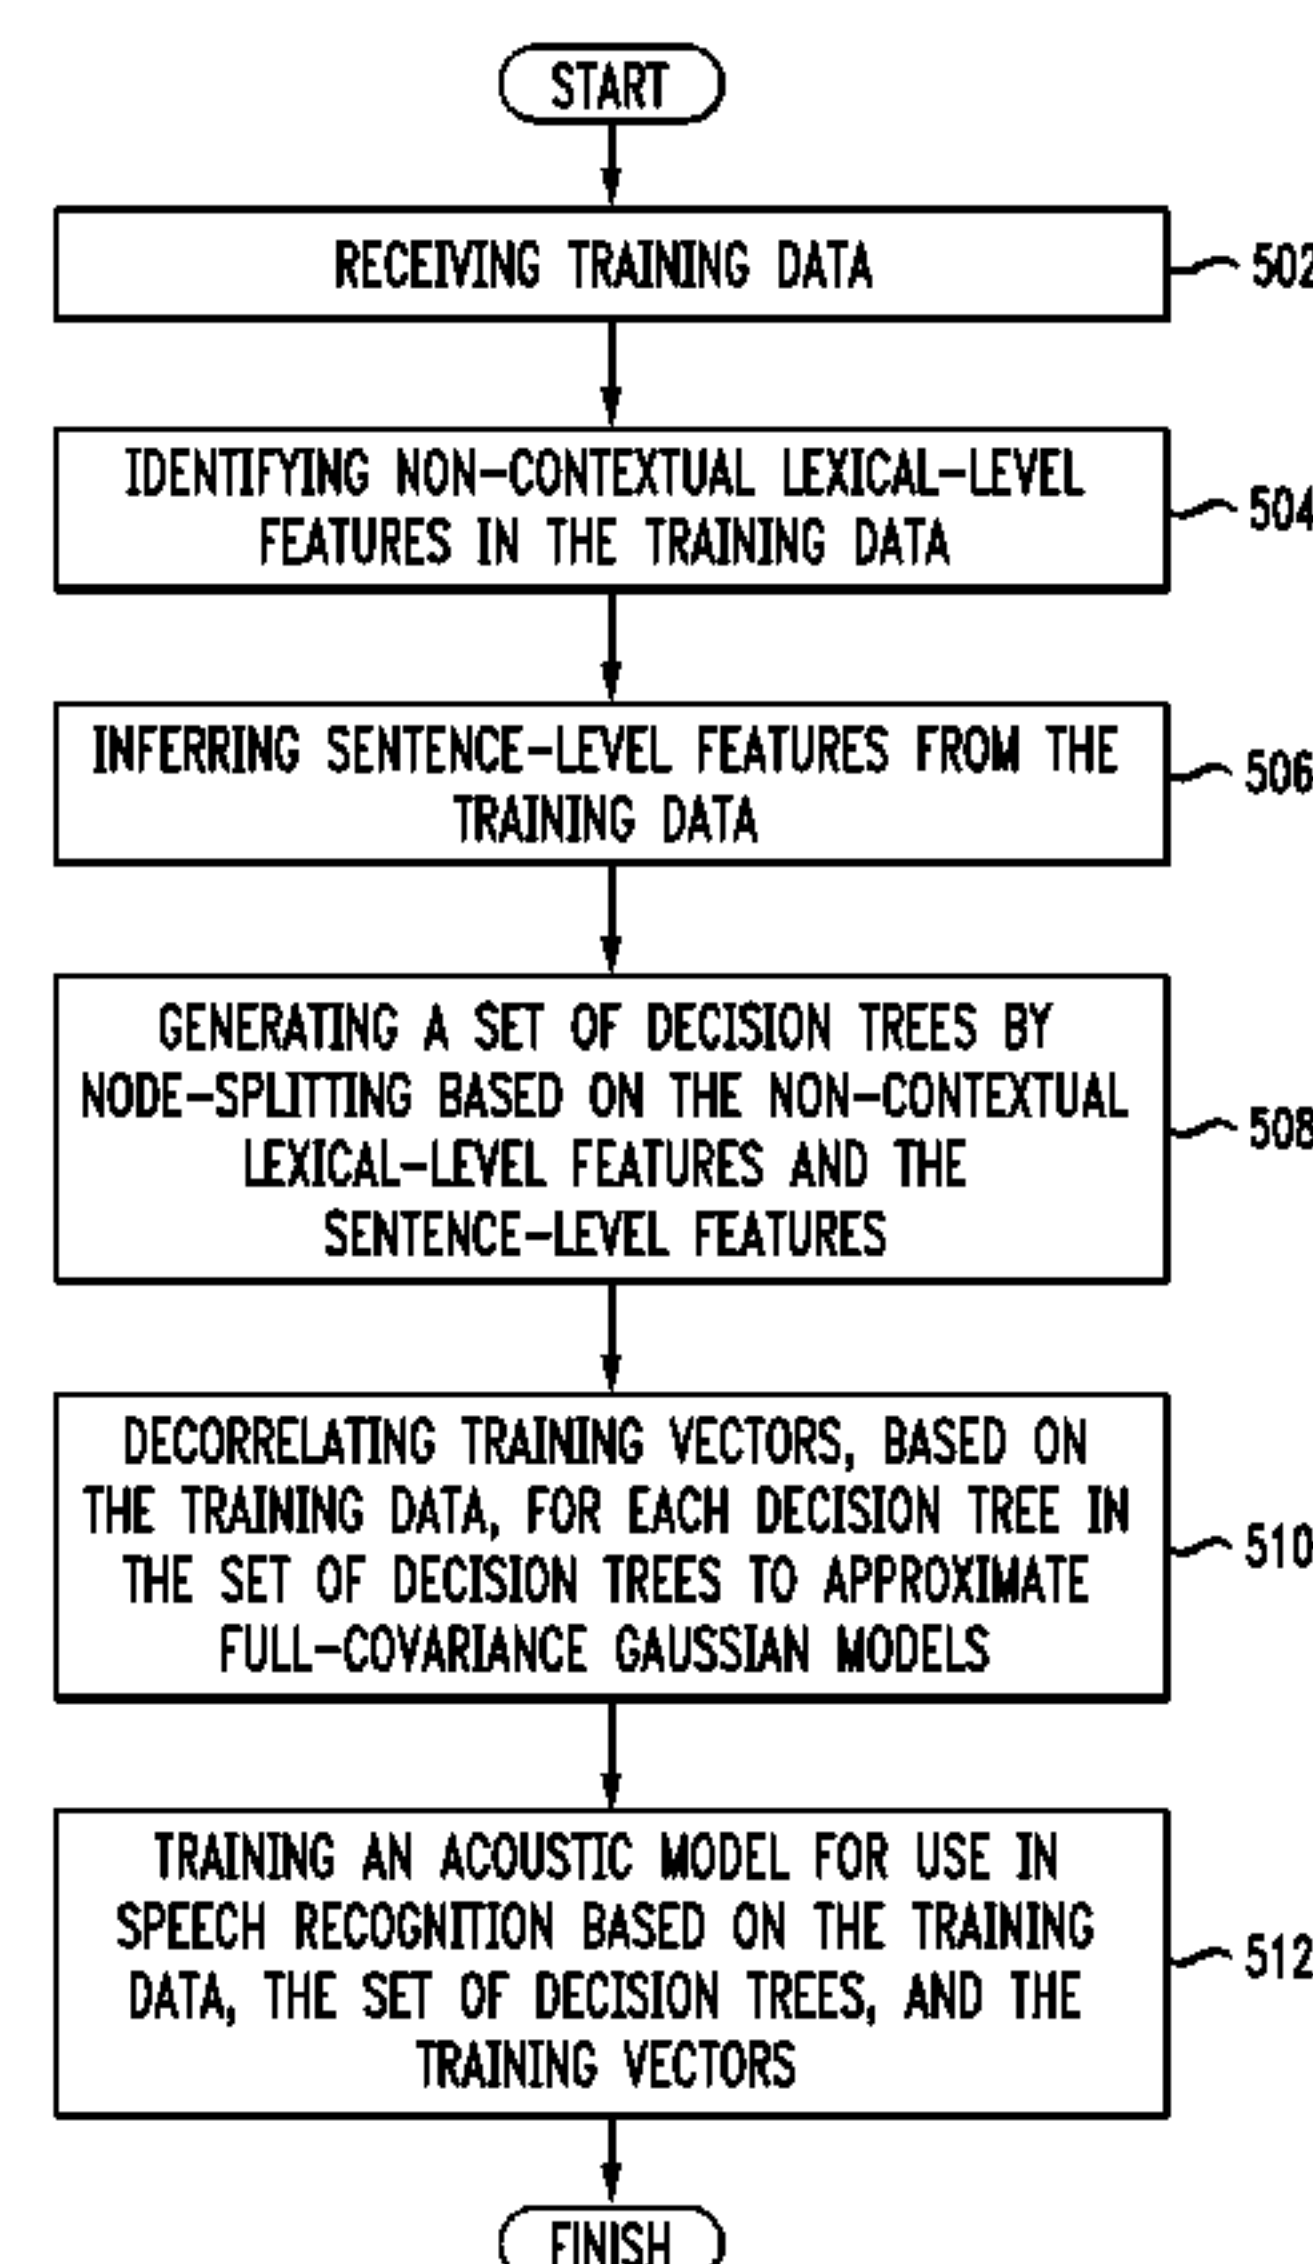 START
RECEIVING TRAINING DATA
502
IDENTIFYING NON-CONTEXTUAL LEXICAL-LEVEL
FEATURES IN THE TRAINING DATA
504
INFERRING SENTENCE-LEVEL FEATURES FROM THE
TRAINING DATA
506
GENERATING A SET OF DECISION TREES BY
NODE-SPLITTING BASED ON THE NON-CONTEXTUAL
LEXICAL-LEVEL FEATURES AND THE
SENTENCE-LEVEL FEATURES
508
DECORRELATING TRAINING VECTORS, BASED ON
THE TRAINING DATA, FOR EACH DECISION TREE IN
THE SET OF DECISION TREES TO APPROXIMATE
FULL-COVARIANCE GAUSSIAN MODELS
510
TRAINING AN ACOUSTIC MODEL FOR USE IN
SPEECH RECOGNITION BASED ON THE TRAINING
DATA, THE SET OF DECISION TREES, AND THE
TRAINING VECTORS
512
FINISH